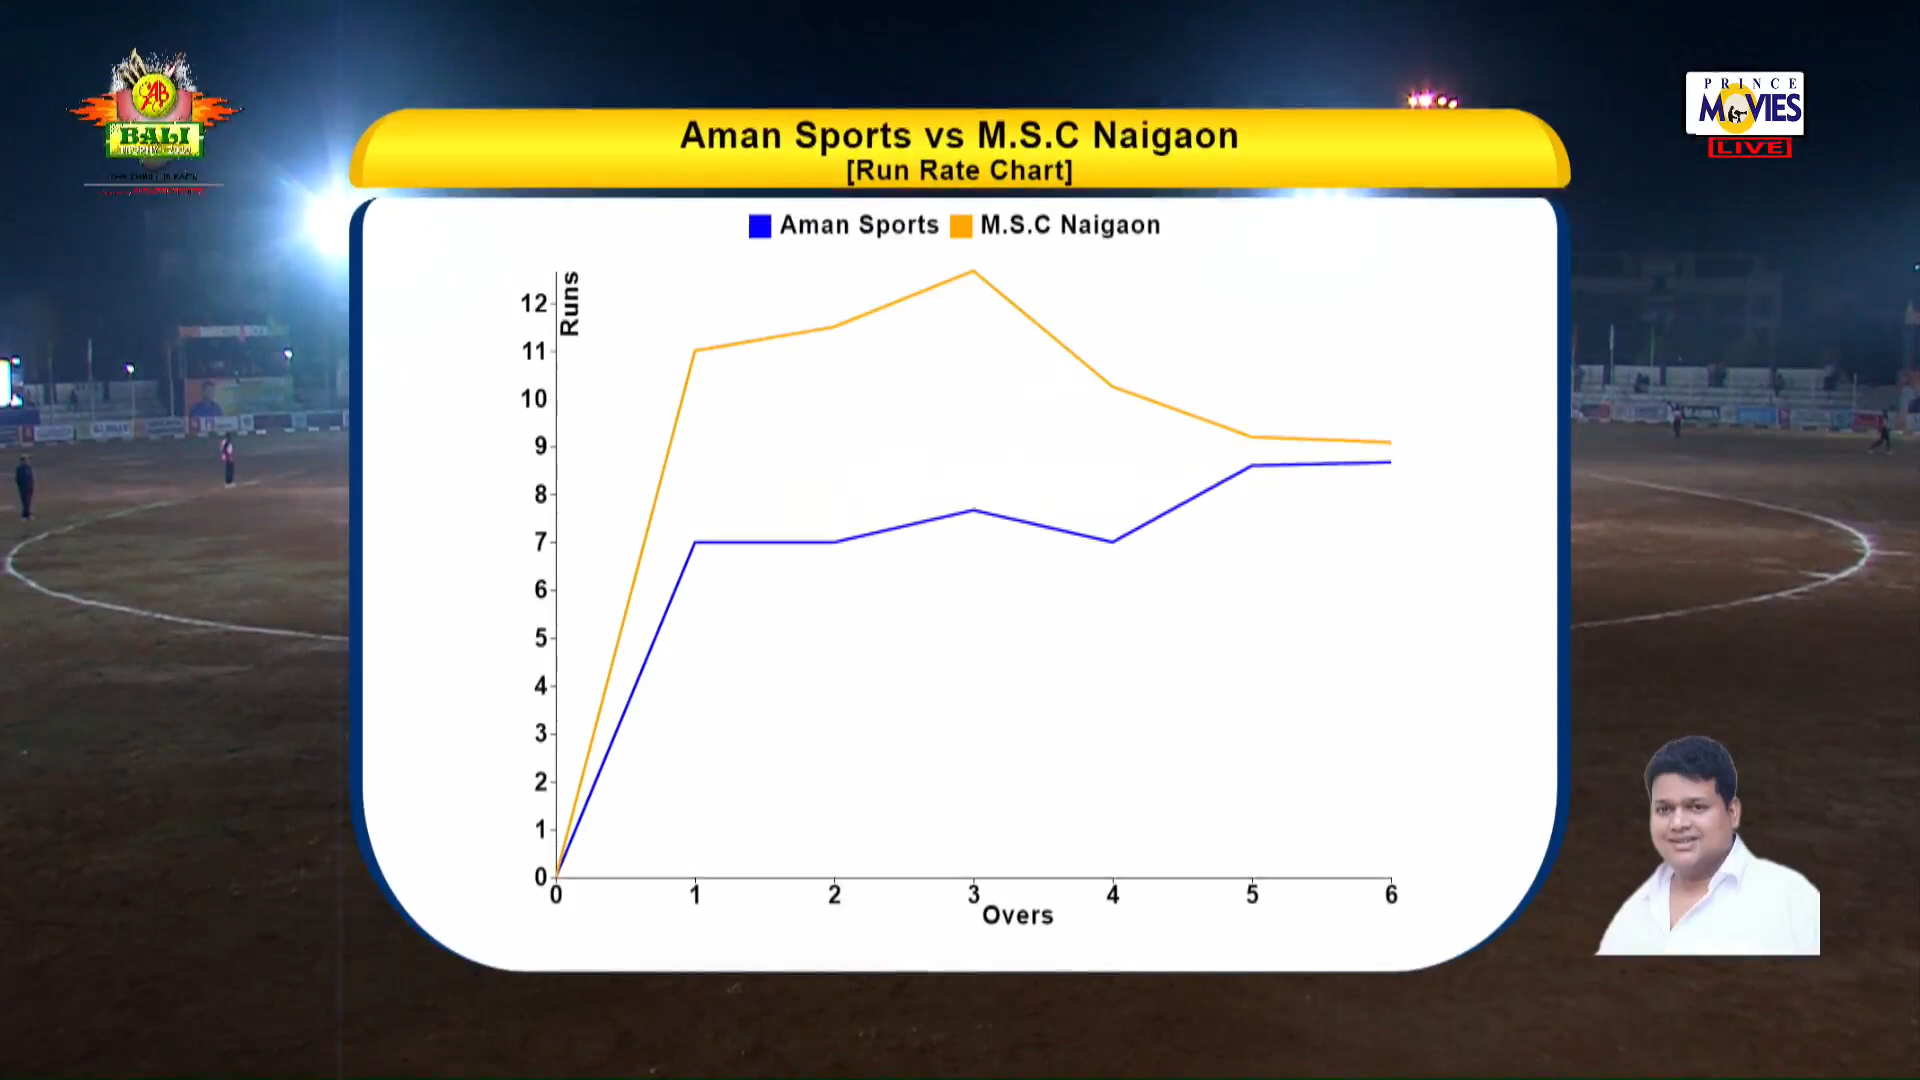 AB
BALI
PRINCE
MOVIES
LIVE
Aman Sports vs M.S.C Naigaon
[Run Rate Chart]
Aman Sports M.S.C Naigaon
Runs
12
11
10
9
8
7
6
5
4
3
2
1
0
0 1 2 3 4 5 6
Overs